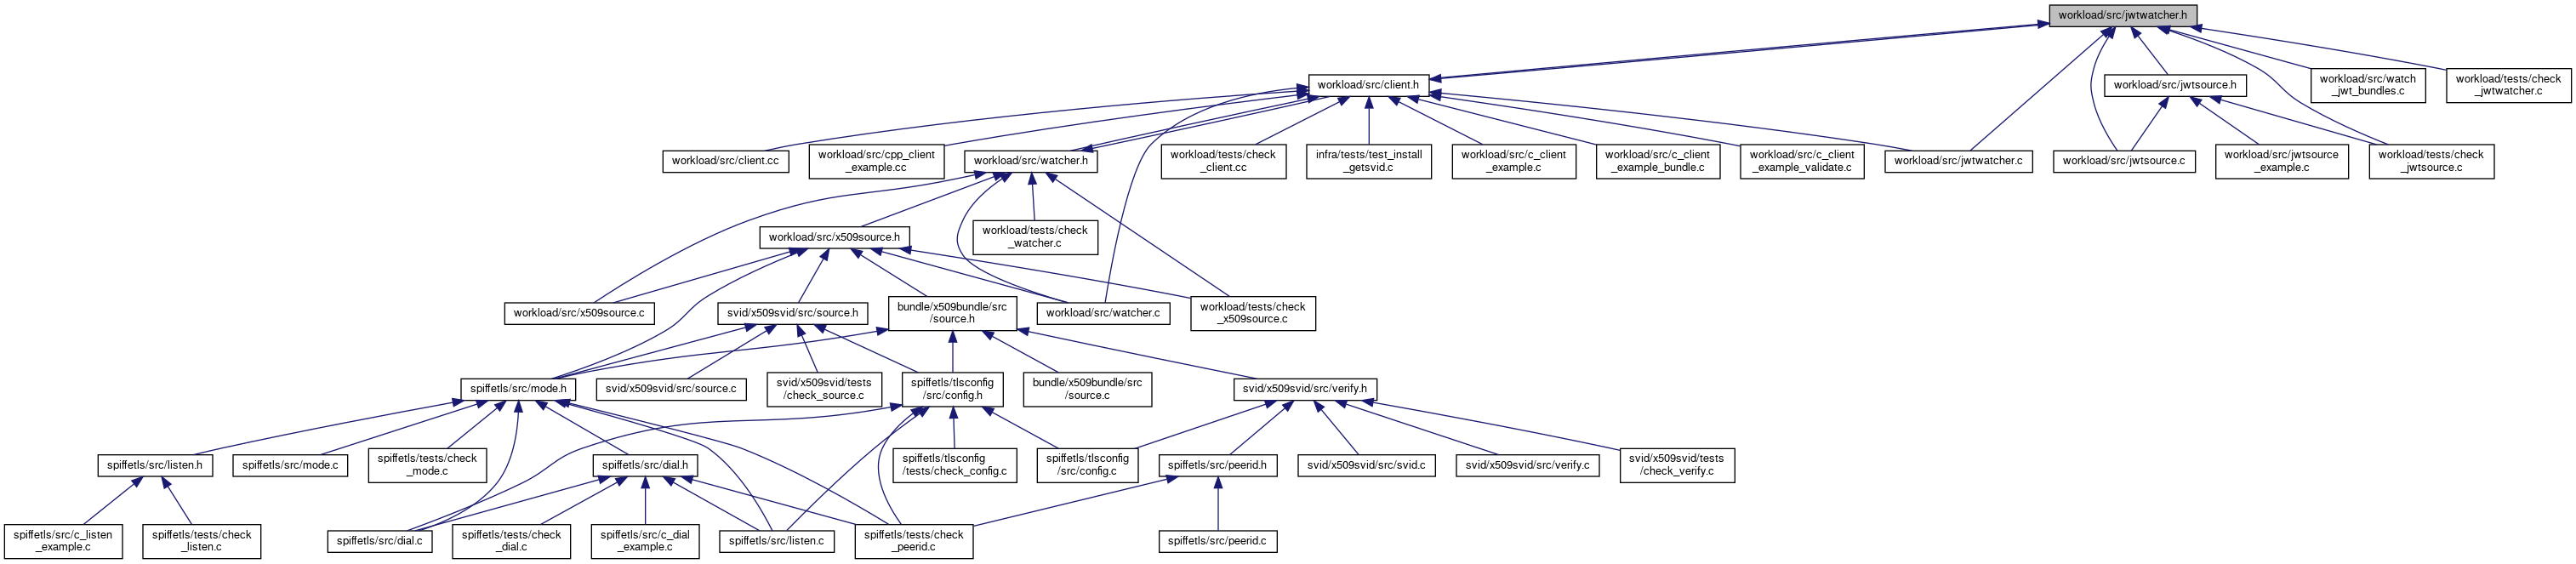 workload/src/jwtwatcher.h
workload/src/client.h
workload/src/jwtsource.h
workload/src/watch
_jwt_bundles.c
workload/tests/check
_jwtwatcher.c
workload/src/client.cc
workload/src/cpp_client
_example.cc
workload/src/watcher.h
workload/tests/check
_client.cc
infra/tests/test_install
_getsvid.c
workload/src/c_client
_example.c
workload/src/c_client
_example_bundle.c
workload/src/c_client
_example_validate.c
workload/src/jwtwatcher.c
workload/src/jwtsource.c
workload/src/jwtsource
_example.c
workload/tests/check
_jwtsource.c
workload/src/x509source.h
workload/tests/check
_watcher.c
workload/src/x509source.c
svid/x509svid/src/source.h
bundle/x509bundle/src
/source.h
workload/src/watcher.c
workload/tests/check
_x509source.c
spiffetls/src/mode.h
svid/x509svid/src/source.c
svid/x509svid/tests
/check_source.c
spiffetls/tlsconfig
/src/config.h
bundle/x509bundle/src
/source.c
svid/x509svid/src/verify.h
spiffetls/src/listen.h
spiffetls/src/mode.c
spiffetls/tests/check
_mode.c
spiffetls/src/dial.h
spiffetls/tlsconfig
/tests/check_config.c
spiffetls/tlsconfig
/src/config.c
spiffetls/src/peerid.h
svid/x509svid/src/svid.c
svid/x509svid/src/verify.c
svid/x509svid/tests
/check_verify.c
spiffetls/src/c_listen
_example.c
spiffetls/tests/check
_listen.c
spiffetls/src/dial.c
spiffetls/tests/check
_dial.c
spiffetls/src/c_dial
_example.c
spiffetls/src/listen.c
spiffetls/tests/check
_peerid.c
spiffetls/src/peerid.c